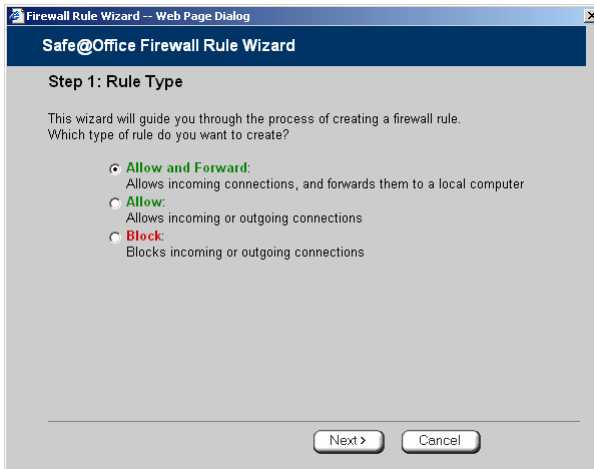 Firewall Rule Wizard -- Web Page Dialog
Safe@Office Firewall Rule Wizard
Step 1: Rule Type
This wizard will guide you through the process of creating a firewall rule.
Which type of rule do you want to create?
Allow and Forward:
Allows incoming connections, and forwards them to a local computer
Allow:
Allows incoming or outgoing connections
Block:
Blocks incoming or outgoing connections
Next >
Cancel